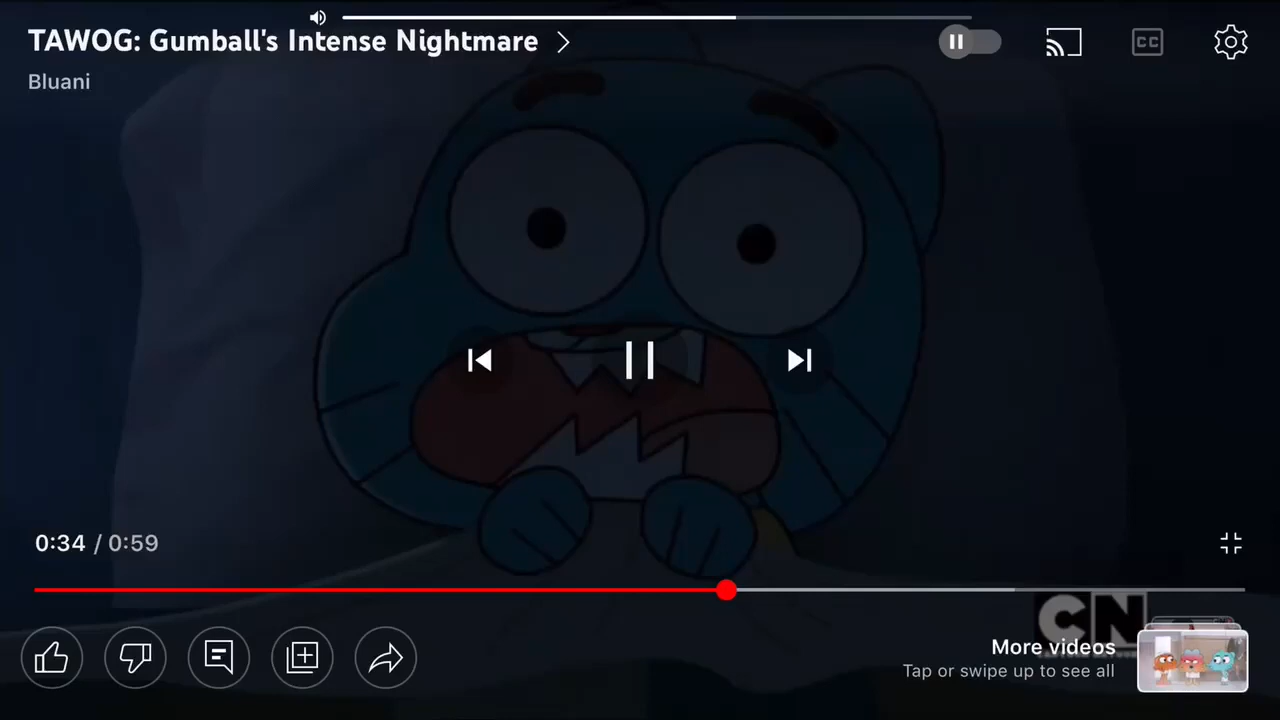 TAWOG: Gumball's Intense Nightmare
Bluani
CC
0:34 / 0:59
CN
More videos
Tap or swipe up to see all